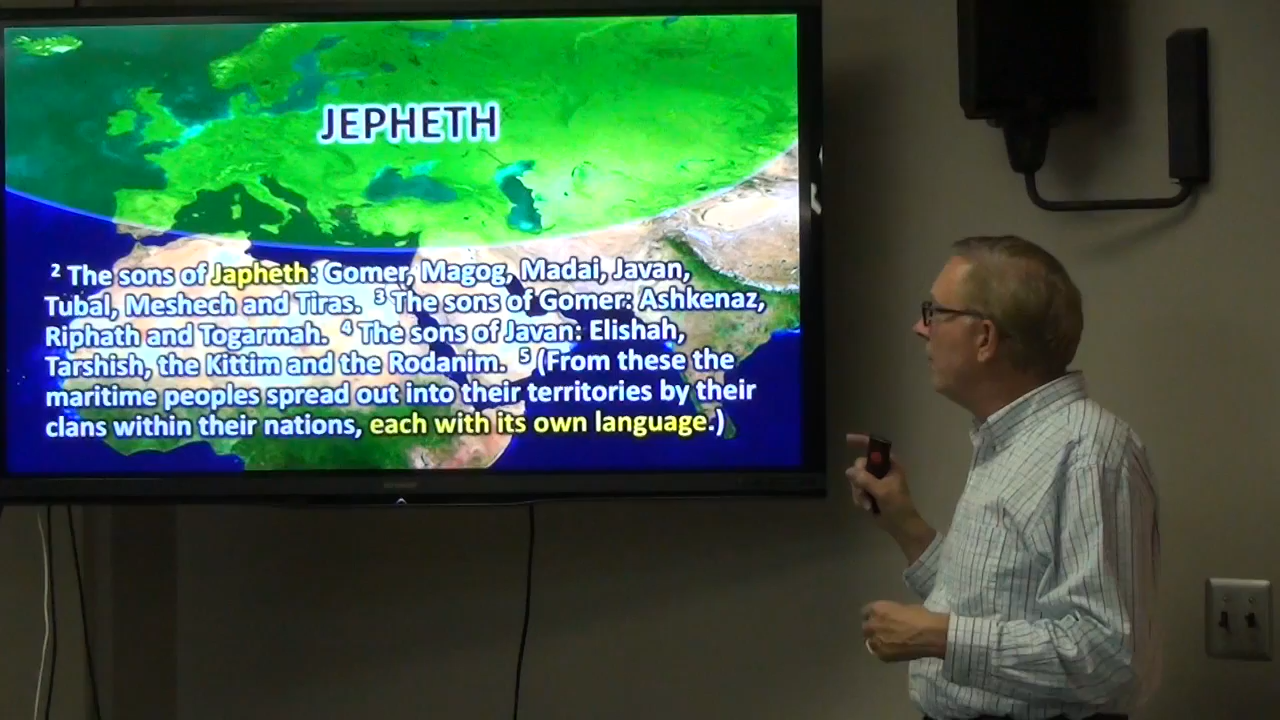 JEPHETH
² The sons of Japheth: Gomer, Magog, Madai, Javan,
Tubal, Meshech and Tiras. ³ The sons of Gomer: Ashkenaz,
Riphath and Togarmah. ⁴ The sons of Javan: Elishah,
Tarshish, the Kittim and the Rodanim. ⁵ (From these the
maritime peoples spread out into their territories by their
clans within their nations, each with its own language.)